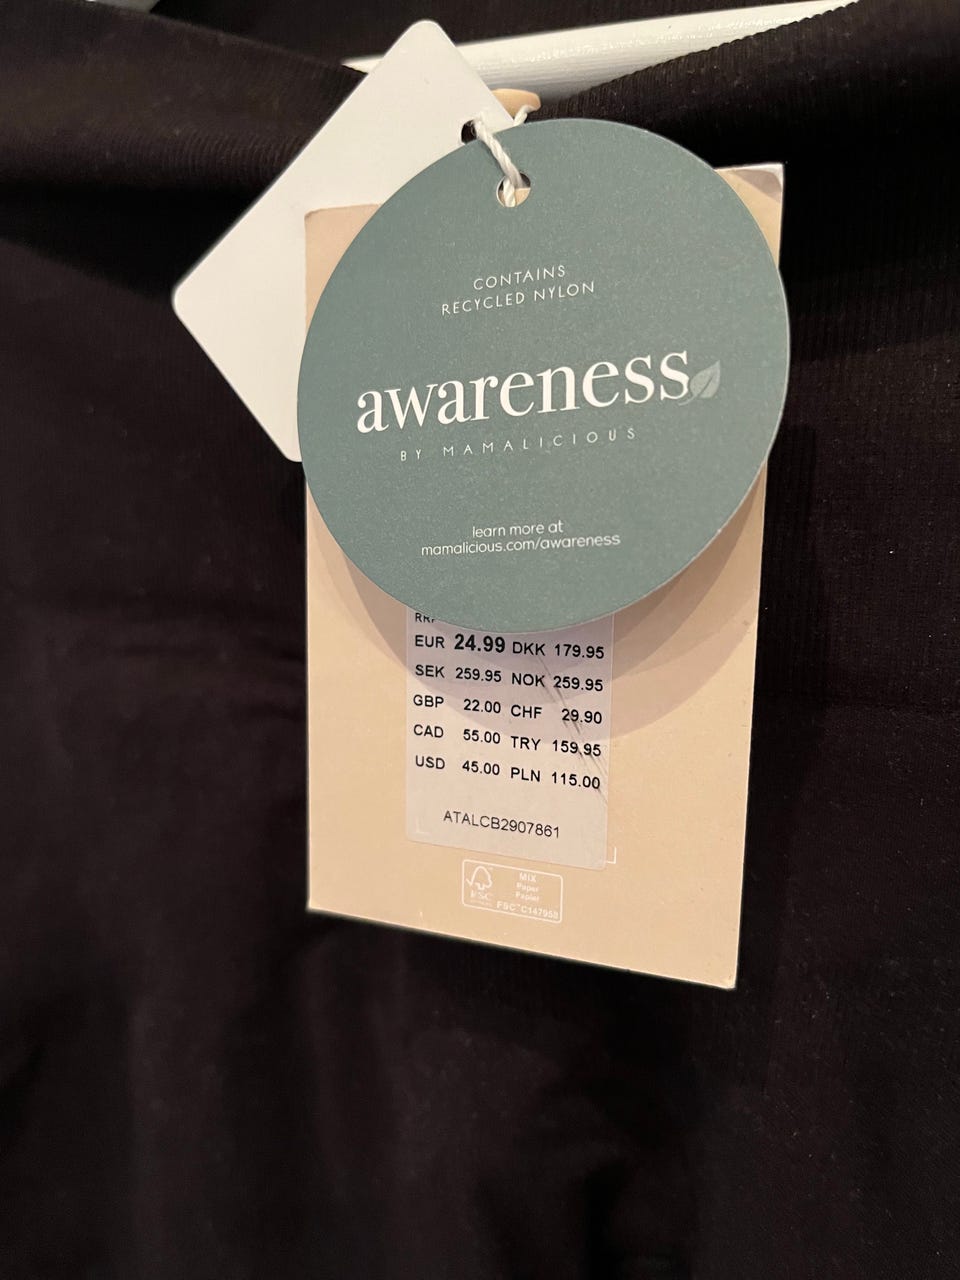 CONTAINS
RECYCLED NYLON
awareness
BY MAMALICIOUS
learn more at
mamalicious.com/awareness
EUR 24.99 DKK 179.95
SEK 259.95 NOK 259.95
GBP 22.00 CHF 29.90
CAD 55.00 TRY 159.95
USD 45.00 PLN 115.00
ATALCB2907861
FSC
MIX
Paper
Papier
FSC™ C147958